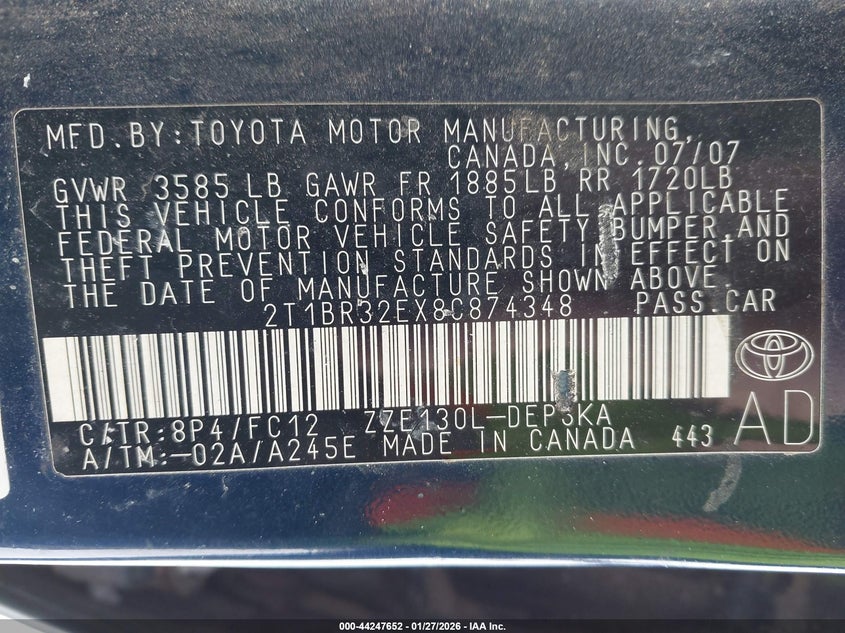 MFD.BY:TOYOTA MOTOR MANUFACTURING,
CANADA, INC. 07/07
GVWR 3585 LB GAWR FR 1885LB RR 1720LB
THIS VEHICLE CONFORMS TO ALL APPLICABLE
FEDERAL MOTOR VEHICLE SAFETY, BUMPER, AND
THEFT PREVENTION STANDARDS IN EFFECT ON
THE DATE OF MANUFACTURE SHOWN ABOVE.
2T1BR32EX8C874348 PASS.CAR
C/TR:8P4/FC12 ZZE130L-DEPSKA
A/TM:-02A/A245E MADE IN CANADA 443 AD
000-44247652 / 01/27/2026 - IAA Inc.